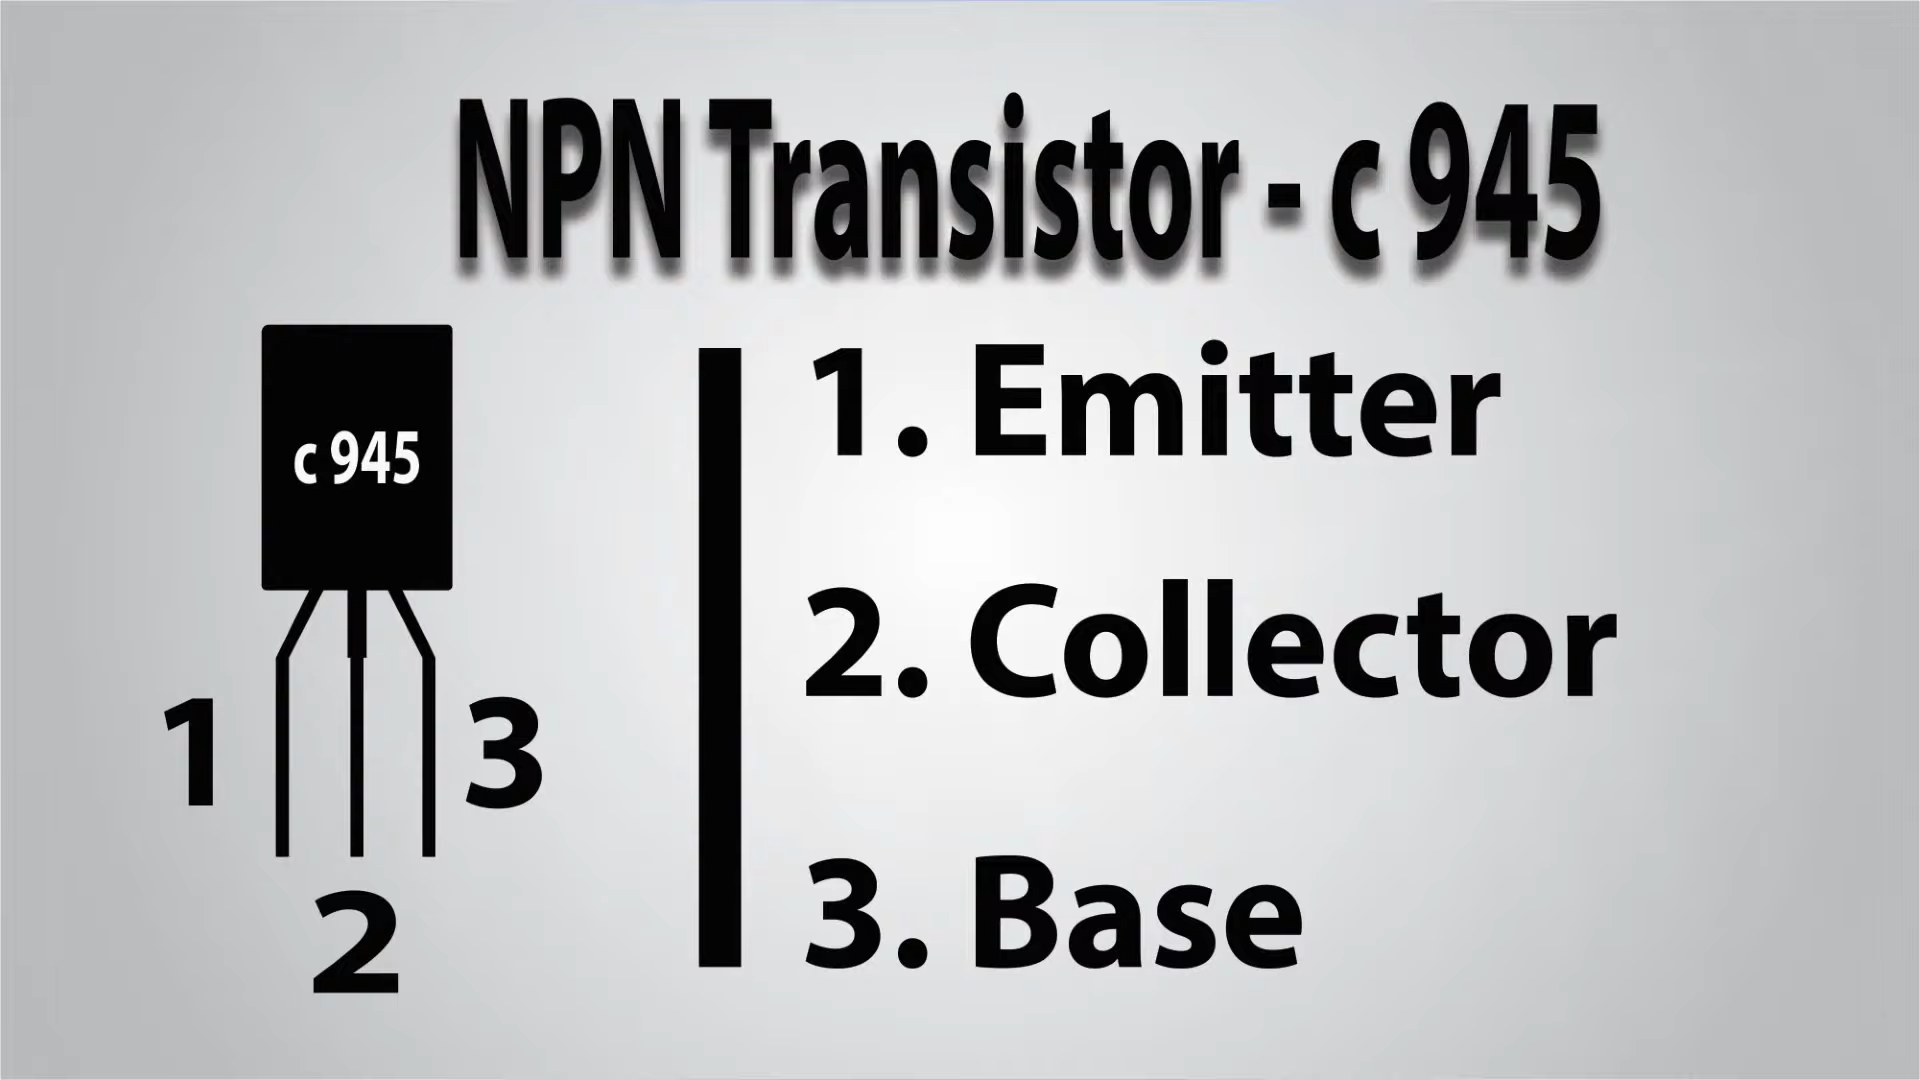 NPN Transistor - c 945
c 945
1
2
3
1. Emitter
2. Collector
3. Base